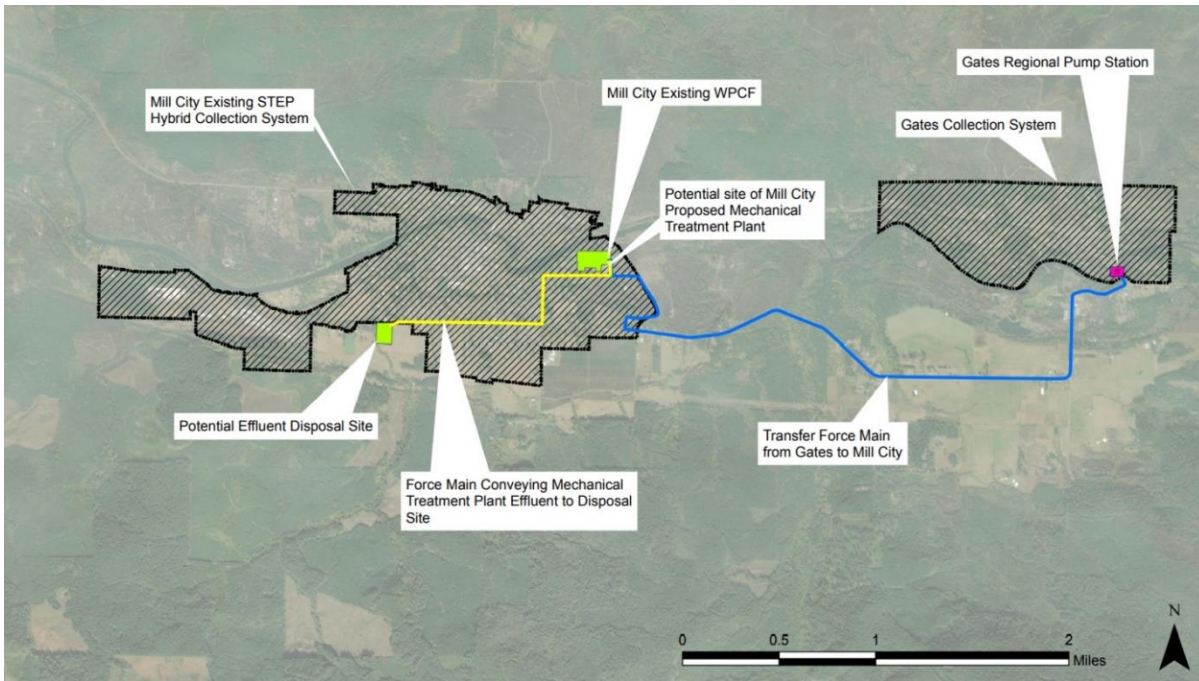 Gates Regional Pump Station
Mill City Existing STEP
Hybrid Collection System
Mill City Existing WPCF
Gates Collection System
Potential site of Mill City
Proposed Mechanical
Treatment Plant
Potential Effluent Disposal Site
Transfer Force Main
from Gates to Mill City
Force Main Conveying Mechanical
Treatment Plant Effluent to Disposal
Site
N
0 0.5 1 2
Miles